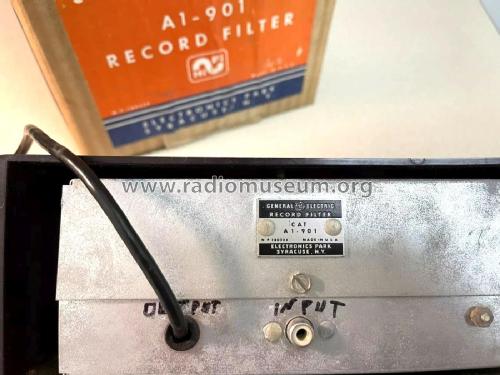 A1-901
RECORD FILTER
ELECTRONICS PARK
SYRACUSE, N.Y.
www.radiomuseum.org
GENERAL ELECTRIC
RECORD FILTER
CAT
A1-901
MADE IN U.S.A.
ELECTRONICS PARK
SYRACUSE, N.Y.
OUTPUT
INPUT